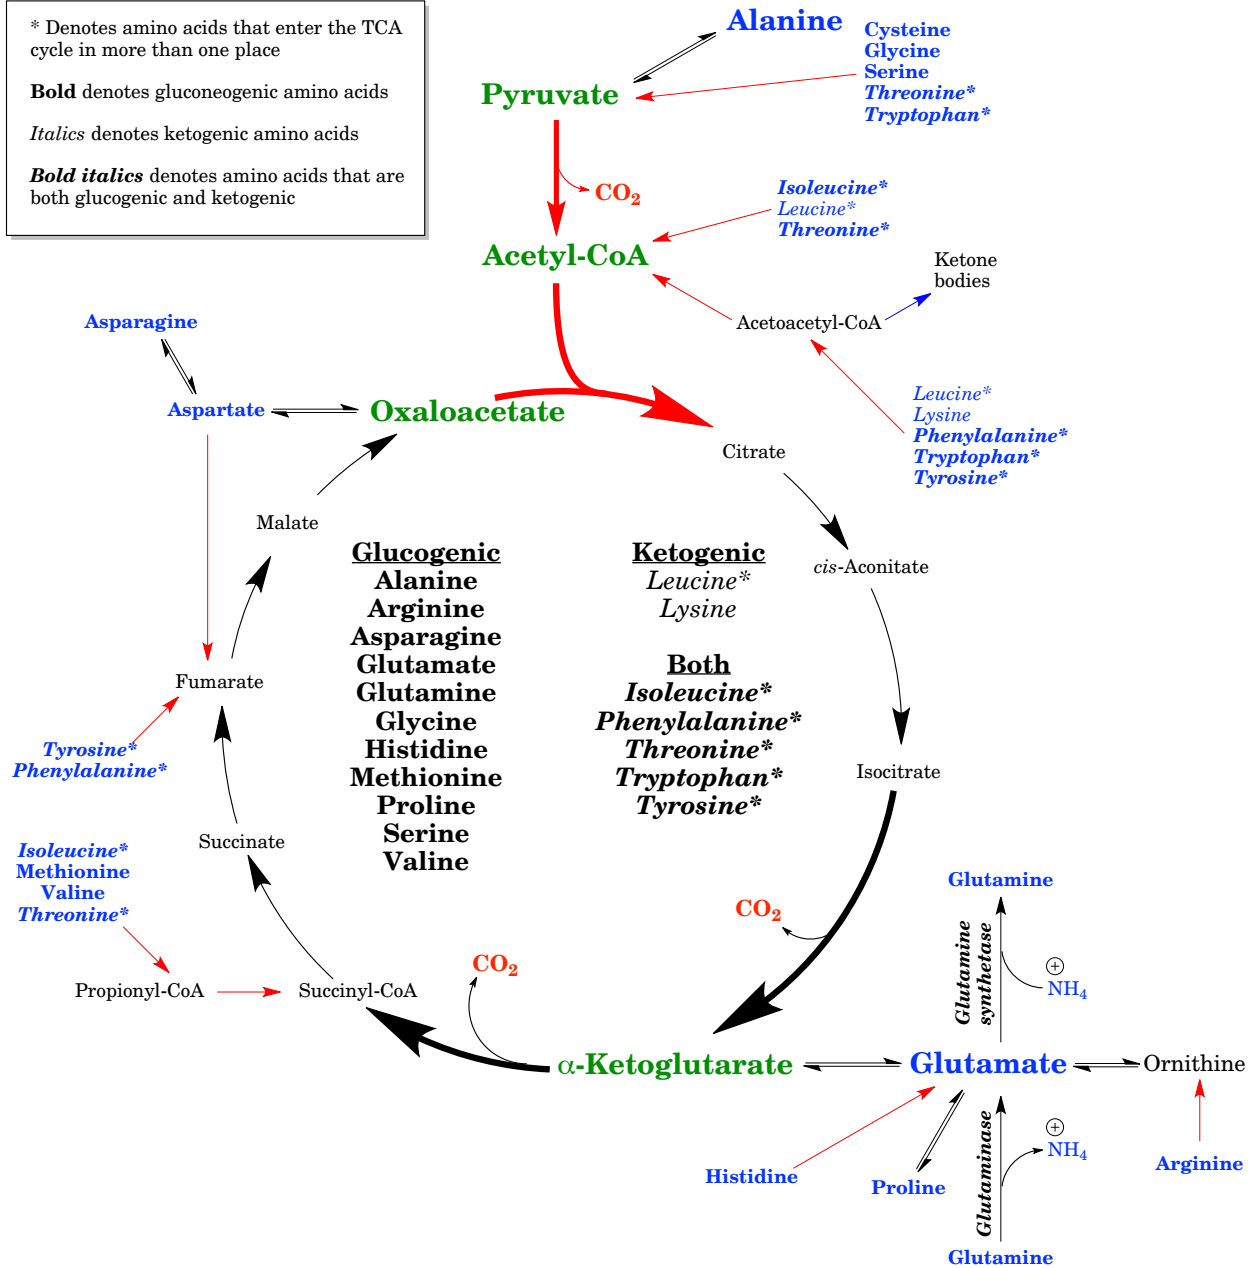 * Denotes amino acids that enter the TCA
cycle in more than one place
Bold denotes gluconeogenic amino acids
Italics denotes ketogenic amino acids
Bold italics denotes amino acids that are
both glucogenic and ketogenic
Alanine
Cysteine
Glycine
Serine
Threonine*
Tryptophan*
Pyruvate
CO2
Isoleucine*
Leucine*
Threonine*
Acetyl-CoA
Ketone
bodies
Acetoacetyl-CoA
Asparagine
Aspartate
Oxaloacetate
Leucine*
Lysine
Phenylalanine*
Tryptophan*
Tyrosine*
Citrate
Malate
cis-Aconitate
Glucogenic
Alanine
Arginine
Asparagine
Glutamate
Glutamine
Glycine
Histidine
Methionine
Proline
Serine
Valine
Ketogenic
Leucine*
Lysine
Both
Isoleucine*
Phenylalanine*
Threonine*
Tryptophan*
Tyrosine*
Fumarate
Tyrosine*
Phenylalanine*
Isocitrate
Succinate
Isoleucine*
Methionine
Valine
Threonine*
Propionyl-CoA
Succinyl-CoA
CO2
CO2
Glutamine
Glutamine
synthetase
+
NH4
α-Ketoglutarate
Glutamate
Ornithine
Histidine
Proline
Glutaminase
+
NH4
Arginine
Glutamine